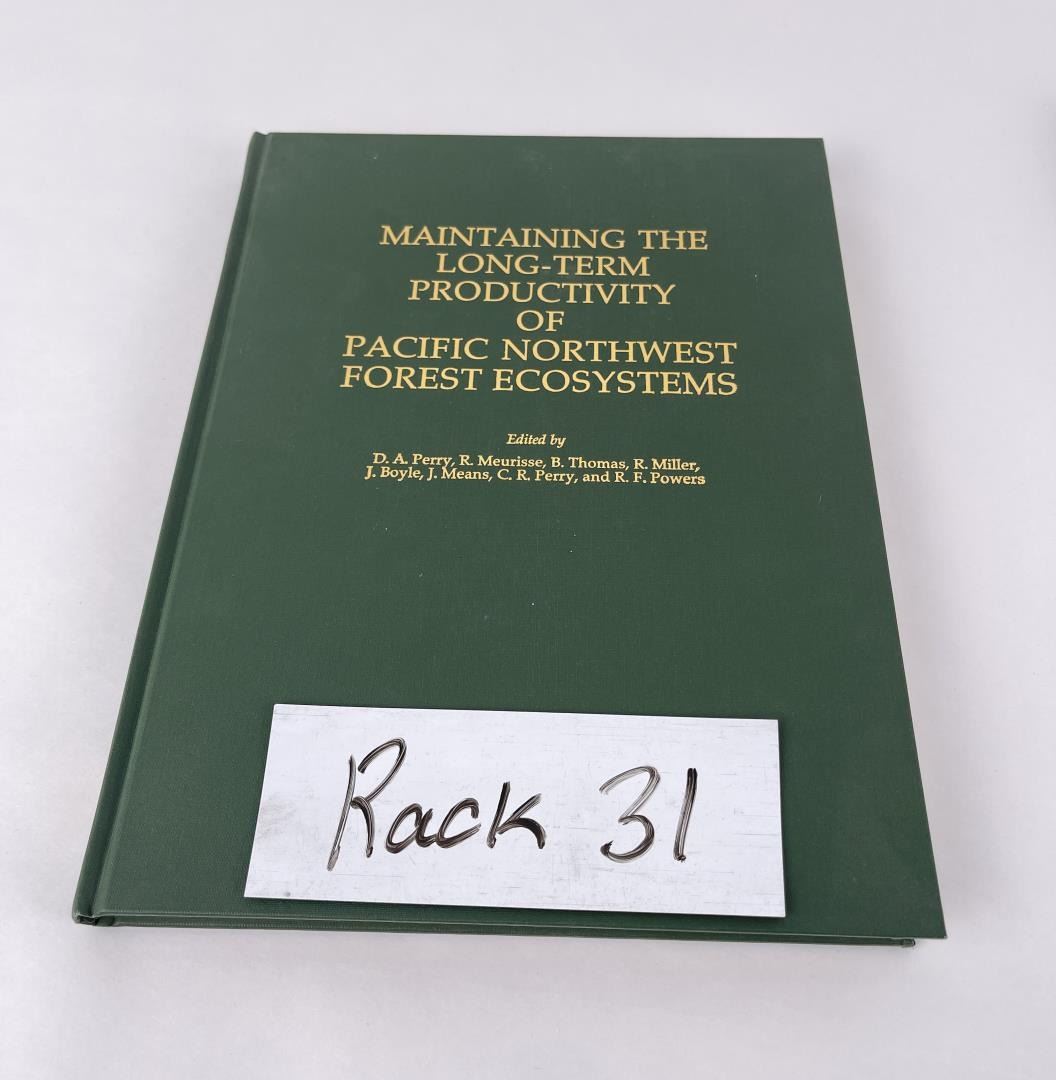 MAINTAINING THE
LONG-TERM
PRODUCTIVITY
OF
PACIFIC NORTHWEST
FOREST ECOSYSTEMS
Edited by
D. A. Perry, R. Meurisse, B. Thomas, R. Miller,
J. Boyle, J. Means, C. R. Perry, and R. F. Powers
Rack 31